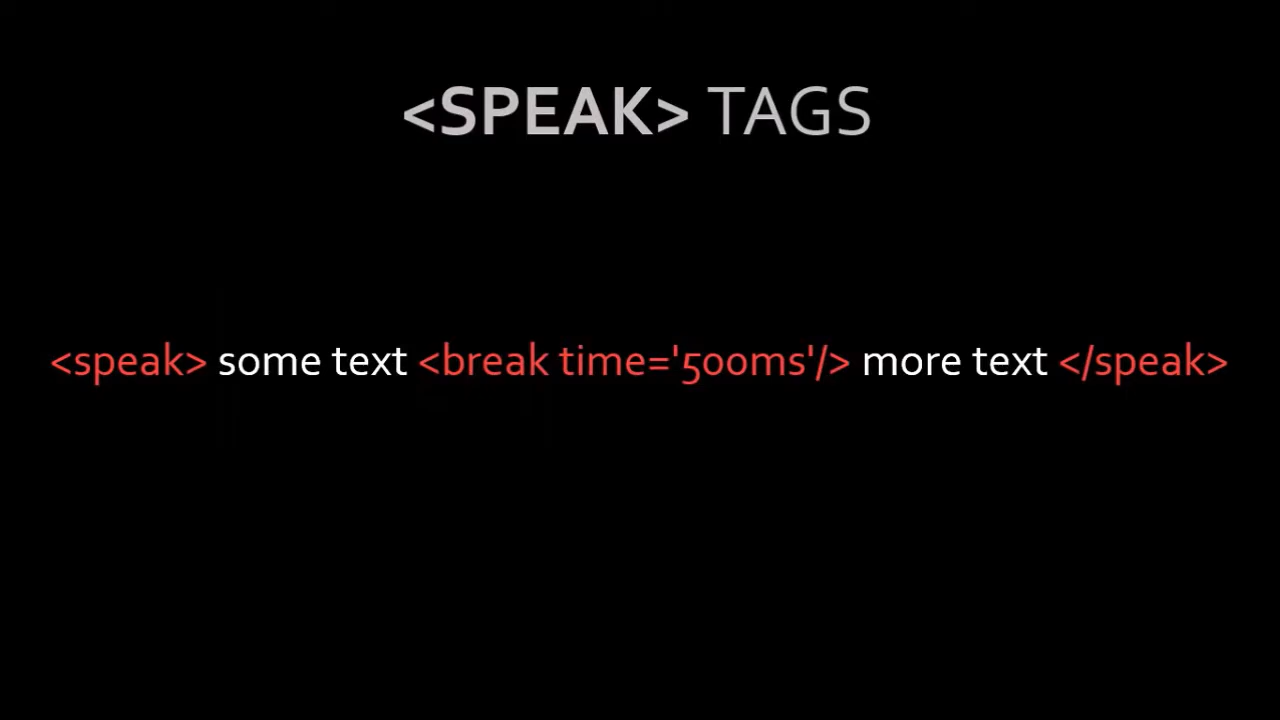 <SPEAK> TAGS
<speak> some text <break time='500ms'/> more text </speak>